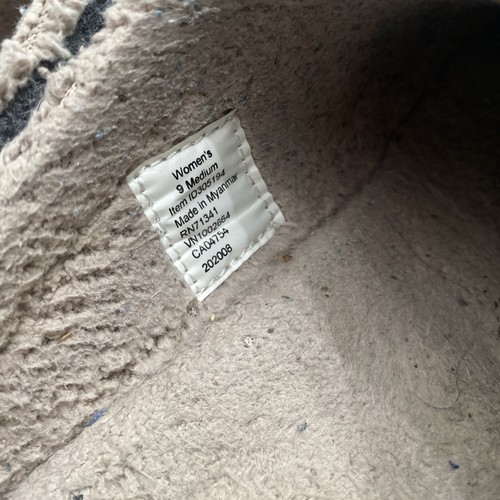 Women's
9 Medium
Item ID305194
Made in Myanmar
RN71341
VN1002664
CA04754
202008